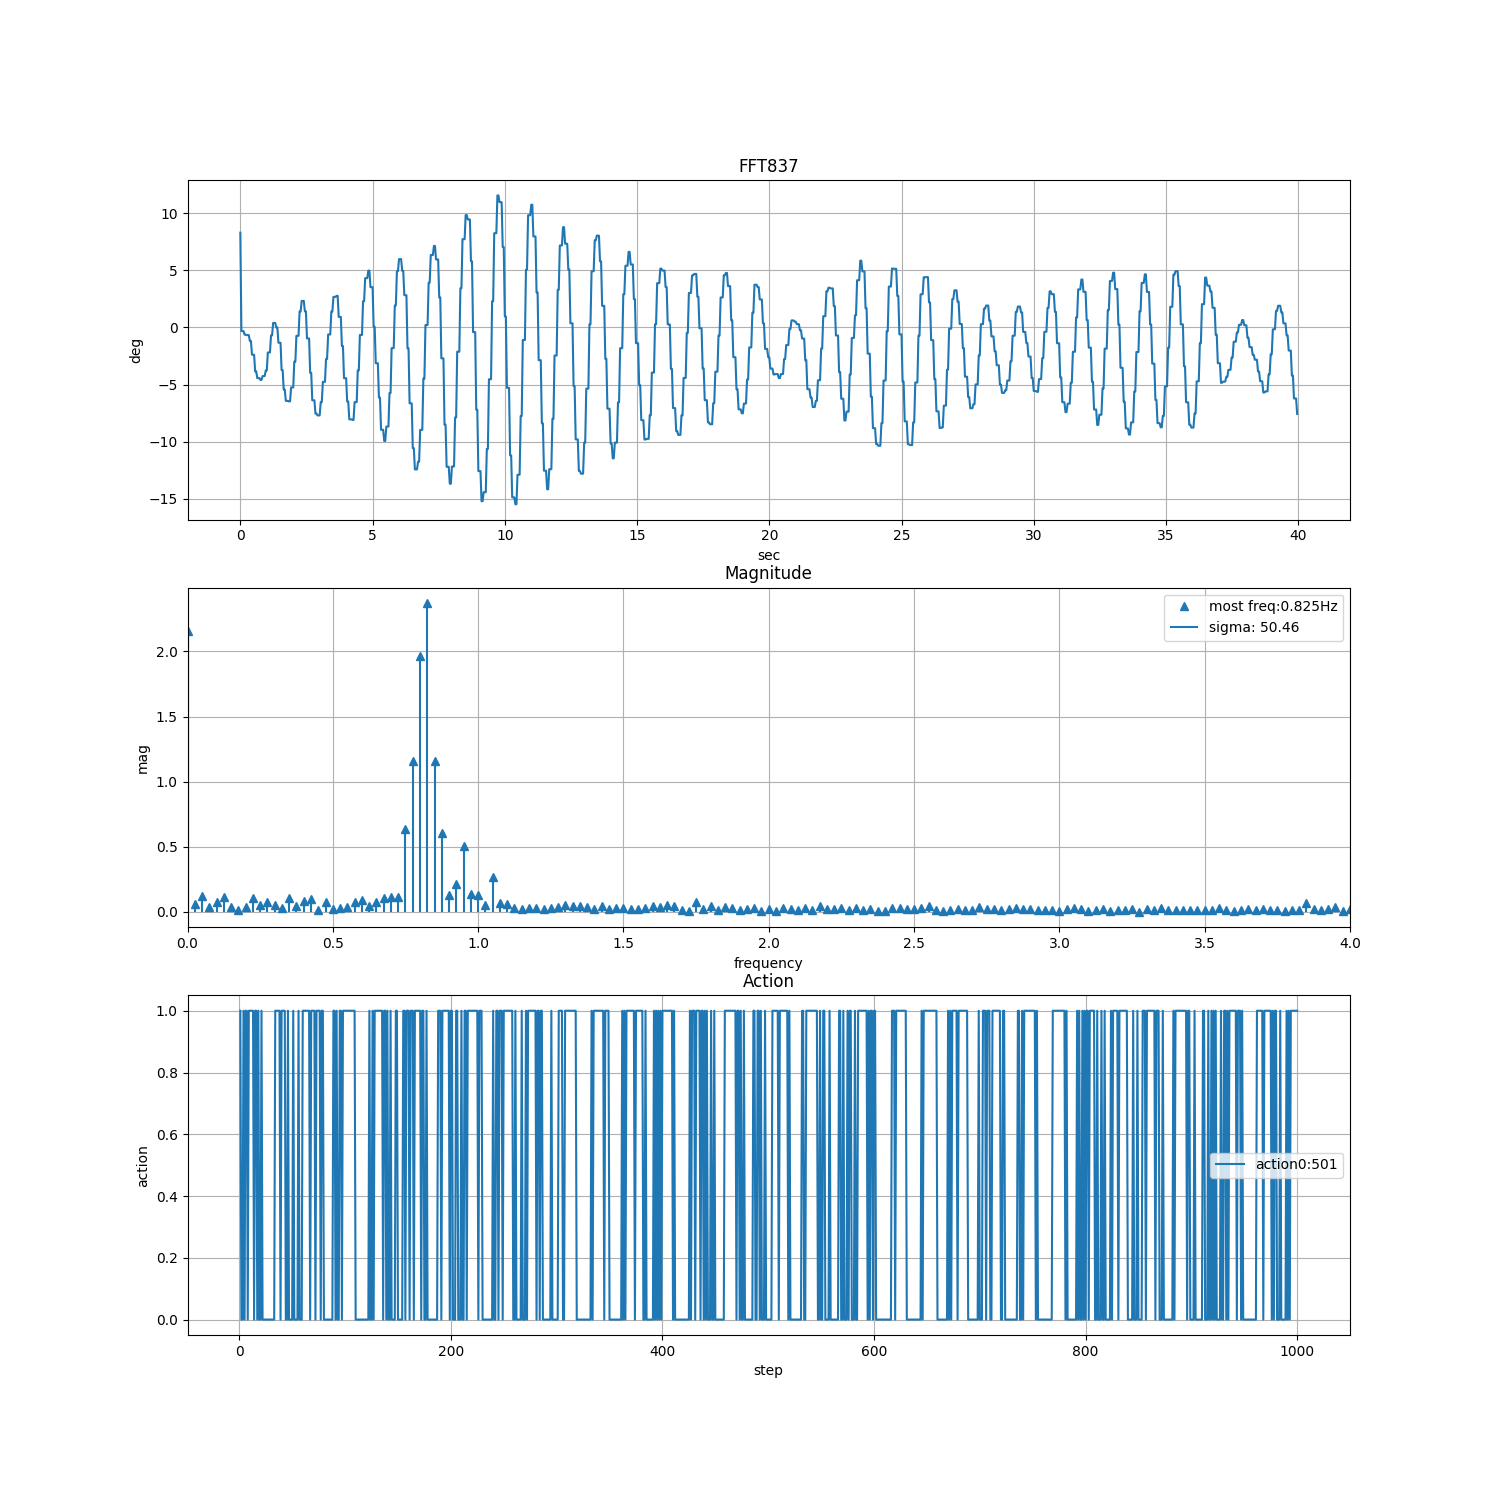 FFT837
10
5
0
−5
−10
−15
deg
0 5 10 15 20 25 30 35 40
sec
Magnitude
most freq:0.825Hz
sigma: 50.46
2.0
1.5
1.0
0.5
0.0
mag
0.0 0.5 1.0 1.5 2.0 2.5 3.0 3.5 4.0
frequency
Action
1.0
0.8
0.6
0.4
0.2
0.0
action
action0:501
0 200 400 600 800 1000
step